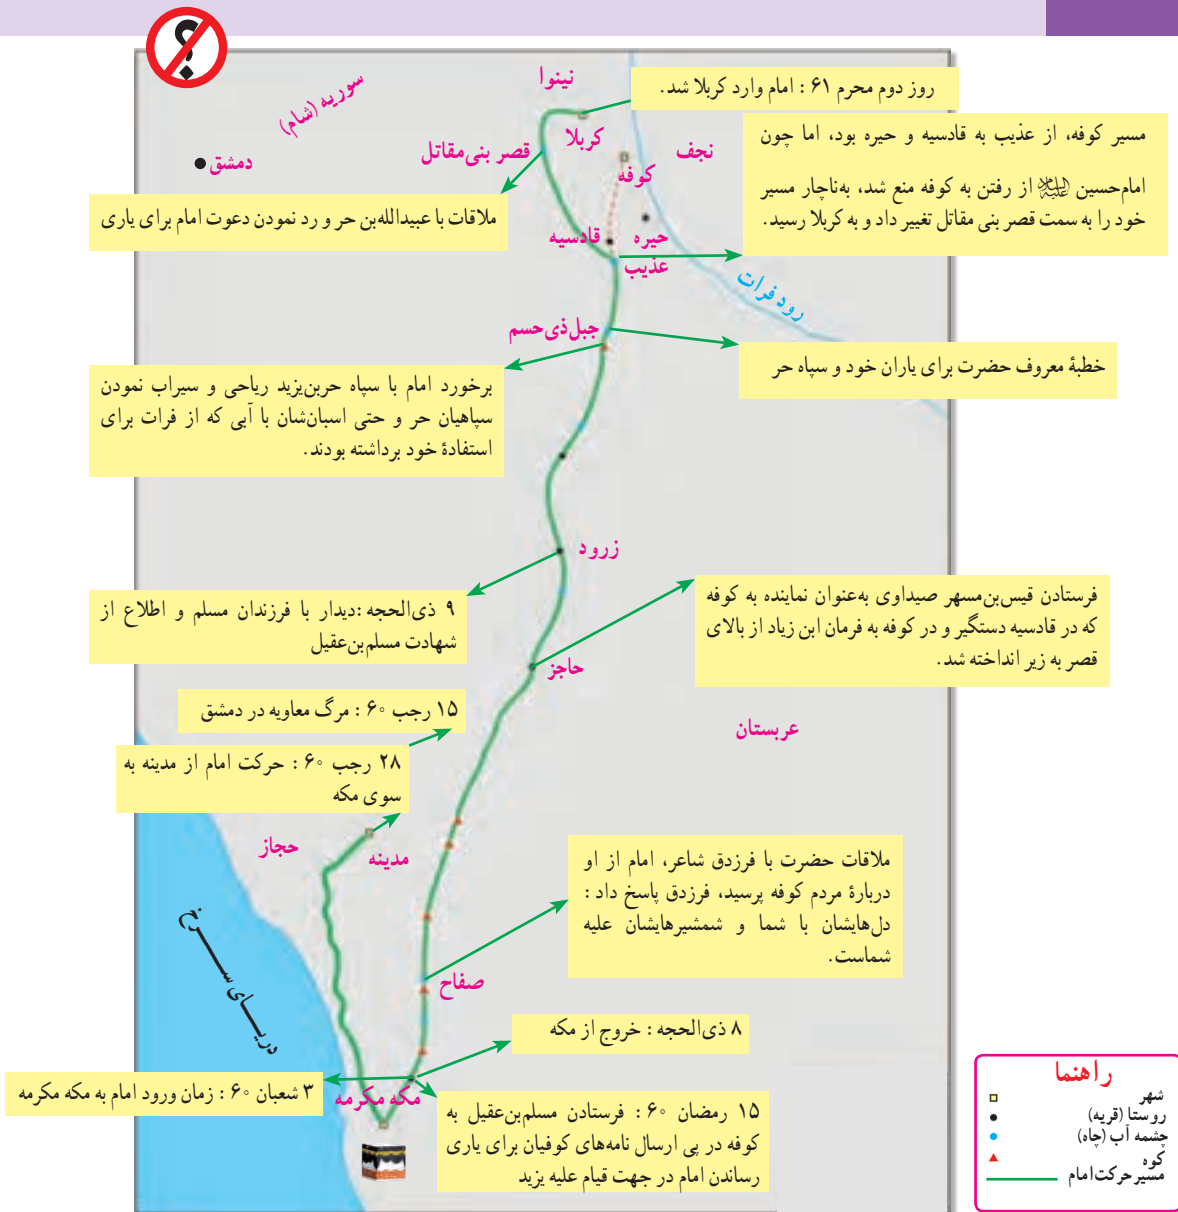 ؟
نینوا
سوریه (شام)
روز دوم محرم ۶۱ : امام وارد کربلا شد.
کربلا
نجف
قصر بنی‌مقاتل
دمشق
کوفه
مسیر کوفه، از عذیب به قادسیه و حیره بود، اما چون
امام‌حسین علیه‌السلام از رفتن به کوفه منع شد، به‌ناچار مسیر
خود را به سمت قصر بنی مقاتل تغییر داد و به کربلا رسید.
ملاقات با عبیدالله‌بن حر و رد نمودن دعوت امام برای یاری
قادسیه
حیره
عذیب
رود فرات
جبل‌ذی‌حسم
خطبهٔ معروف حضرت برای یاران خود و سپاه حر
برخورد امام با سپاه حربن‌یزید ریاحی و سیراب نمودن
سپاهیان حر و حتی اسبان‌شان با آبی که از فرات برای
استفادهٔ خود برداشته بودند.
زرود
۹ ذی‌الحجه :دیدار با فرزندان مسلم و اطلاع از
شهادت مسلم‌بن‌عقیل
فرستادن قیس‌بن‌مسهر صیداوی به‌عنوان نماینده به کوفه
که در قادسیه دستگیر و در کوفه به فرمان ابن زیاد از بالای
قصر به زیر انداخته شد.
حاجز
۱۵ رجب ۶۰ : مرگ معاویه در دمشق
عربستان
۲۸ رجب ۶۰ : حرکت امام از مدینه به
سوی مکه
حجاز
مدینه
ملاقات حضرت با فرزدق شاعر، امام از او
دربارهٔ مردم کوفه پرسید، فرزدق پاسخ داد :
دل‌هایشان با شما و شمشیرهایشان علیه
شماست.
دریای سرخ
صفاح
۸ ذی‌الحجه : خروج از مکه
۳ شعبان ۶۰ : زمان ورود امام به مکه مکرمه
مکه مکرمه
۱۵ رمضان ۶۰ : فرستادن مسلم‌بن‌عقیل به
کوفه در پی ارسال نامه‌های کوفیان برای یاری
رساندن امام در جهت قیام علیه یزید
راهنما
شهر
روستا (قریه)
چشمه آب (چاه)
کوه
مسیر‌حرکت‌امام